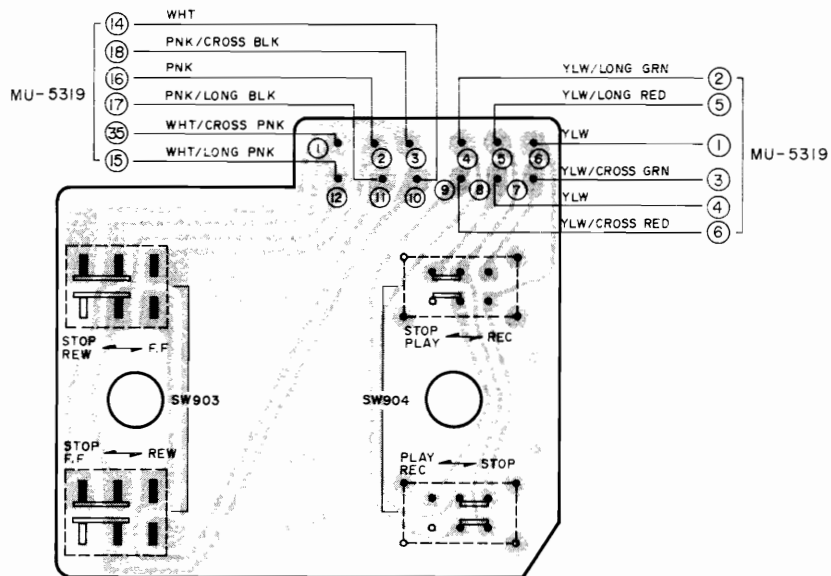 ⑭ WHT
⑱ PNK/CROSS BLK
⑯ PNK
MU-5319
⑰ PNK/LONG BLK
㉟ WHT/CROSS PNK
⑮ WHT/LONG PNK
YLW/LONG GRN ②
YLW/LONG RED ⑤
YLW ①
MU-5319
YLW/CROSS GRN ③
YLW ④
YLW/CROSS RED ⑥
① ② ③ ④ ⑤ ⑥
⑫ ⑪ ⑩ ⑨ ⑧ ⑦
STOP
REW ↔ F.F
SW903
STOP
F.F ↔ REW
STOP
PLAY ↔ REC
SW904
PLAY
REC ↔ STOP